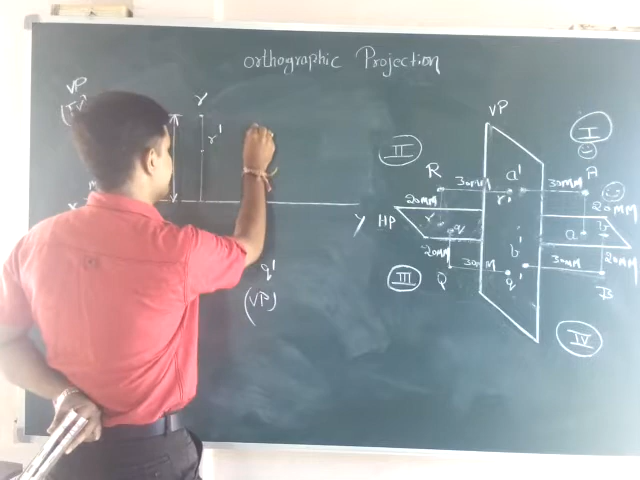 Orthographic Projection
VP
(TV)
r
r'
X
Y
q'
(VP)
VP
II
I
R
30MM
a'
r'
30MM
A
20MM
20MM
HP
r
q
a
b
20MM
30MM
b'
q'
30MM
20MM
III
Q
B
IV